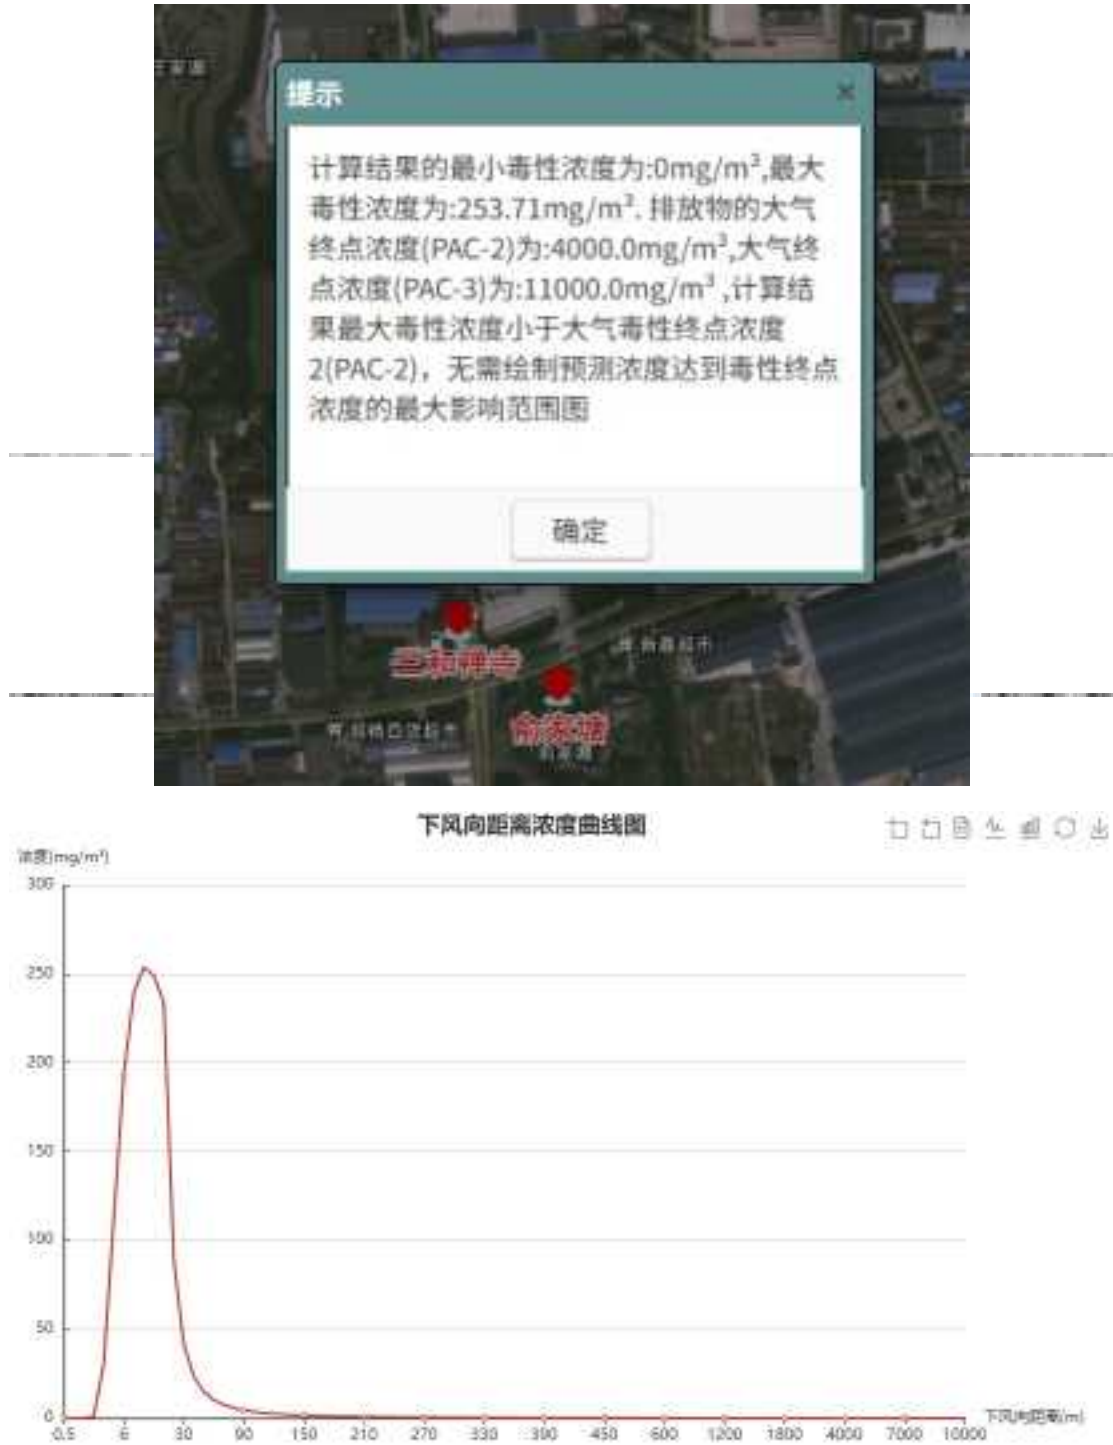 提示
×
计算结果的最小毒性浓度为:0mg/m³,最大
毒性浓度为:253.71mg/m³. 排放物的大气
终点浓度(PAC-2)为:4000.0mg/m³,大气终
点浓度(PAC-3)为:11000.0mg/m³ ,计算结
果最大毒性浓度小于大气毒性终点浓度
2(PAC-2)，无需绘制预测浓度达到毒性终点
浓度的最大影响范围图
确定
三和禅寺
俞家塘
下风向距离浓度曲线图
浓度(mg/m³)
300
250
200
150
100
50
0
0.5 6 30 90 150 210 270 330 390 450 600 1200 1800 4000 7000 10000
下风向距离(m)